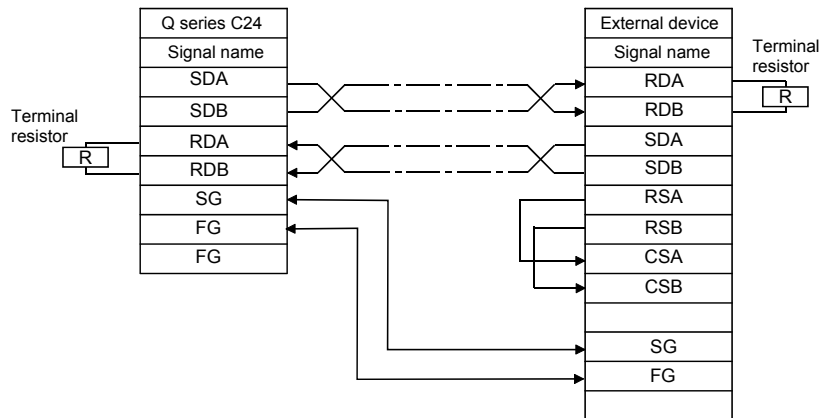 Q series C24
Signal name
SDA
SDB
RDA
RDB
SG
FG
FG
Terminal
resistor
R
External device
Signal name
RDA
RDB
SDA
SDB
RSA
RSB
CSA
CSB
SG
FG
Terminal
resistor
R